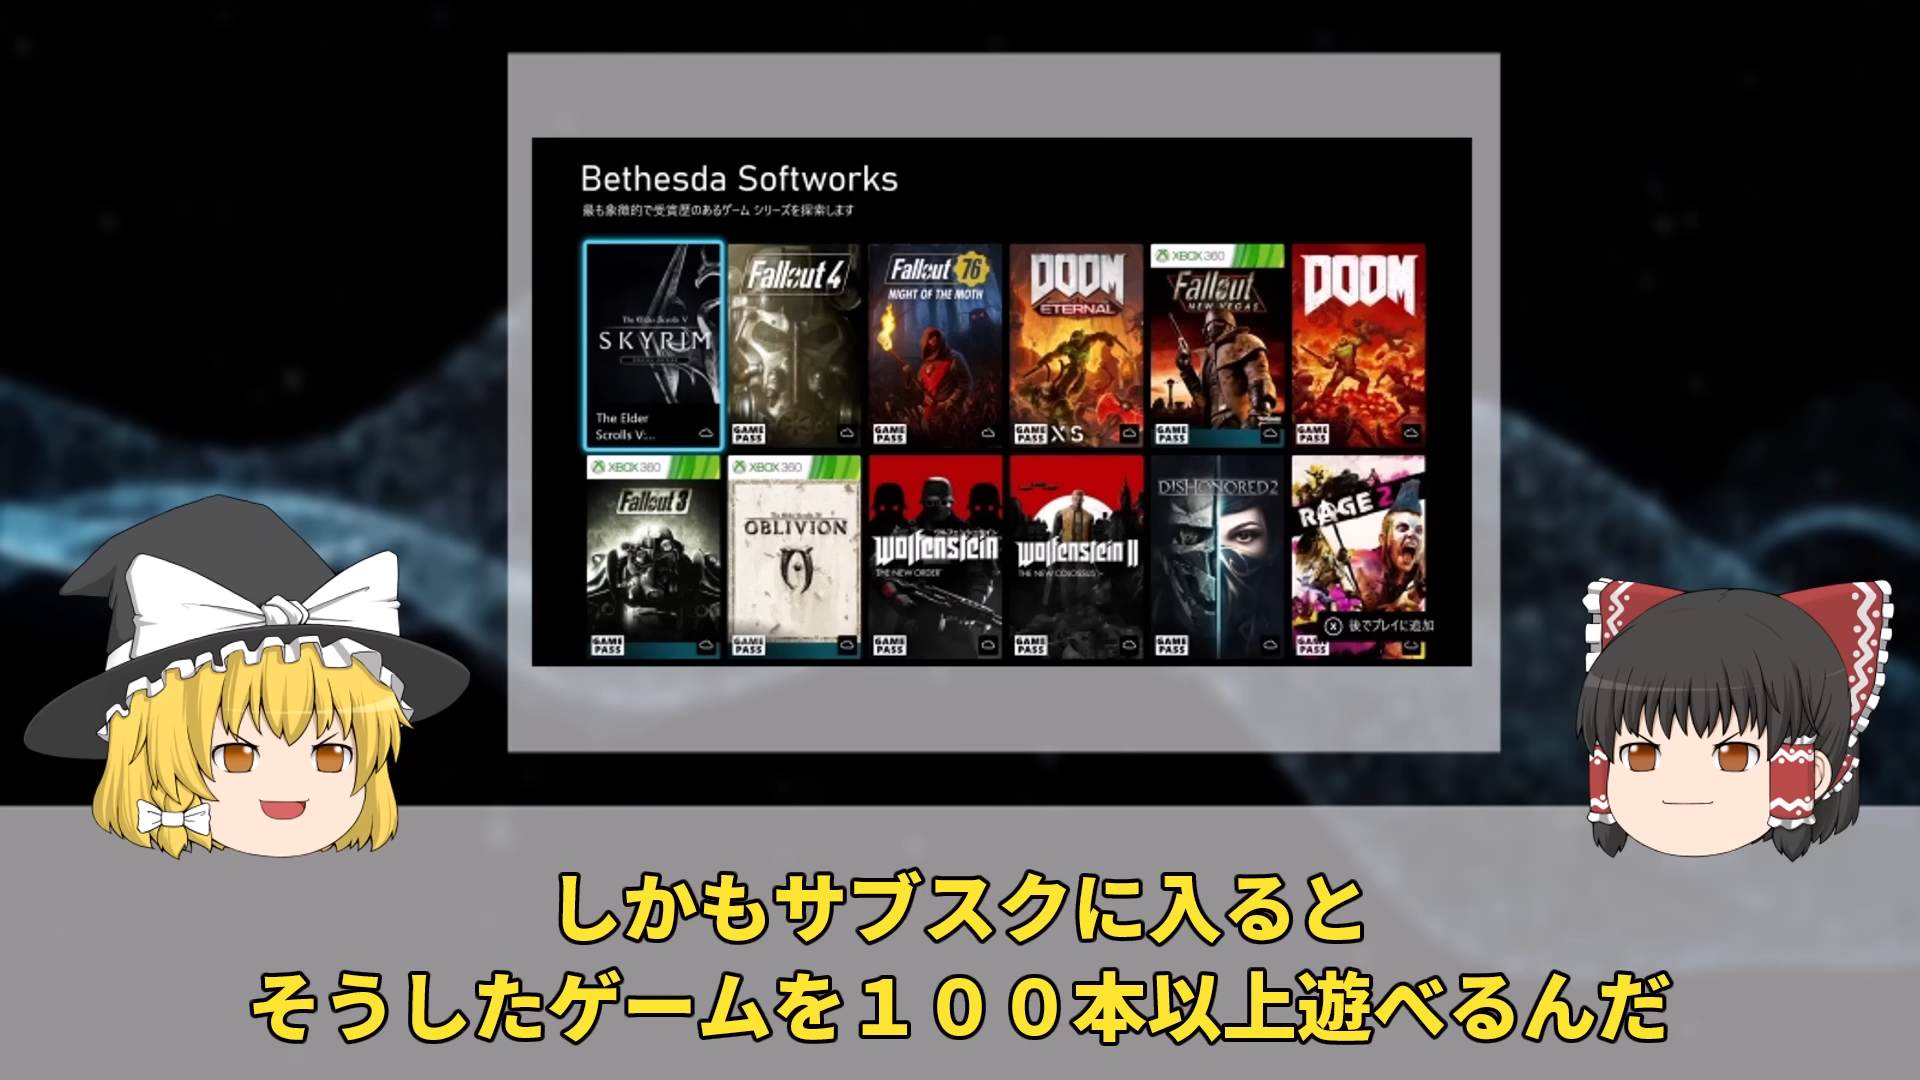 Bethesda Softworks
最も象徴的で受賞歴のあるゲーム シリーズを探索します
The Elder Scrolls V
SKYRIM
The Elder
Scrolls V...
Fallout 4
GAME
PASS
Fallout 76
NIGHT OF THE MOTH
GAME
PASS
DOOM
ETERNAL
GAME
PASS X|S
XBOX 360
Fallout
NEW VEGAS
GAME
PASS
DOOM
GAME
PASS
XBOX 360
Fallout 3
GAME
PASS
XBOX 360
OBLIVION
GAME
PASS
Wolfenstein
THE NEW ORDER
GAME
PASS
Wolfenstein II
THE NEW COLOSSUS
GAME
PASS
DISHONORED 2
GAME
PASS
RAGE 2
X 後でプレイに追加
GAME
PASS
しかもサブスクに入ると
そうしたゲームを１００本以上遊べるんだ